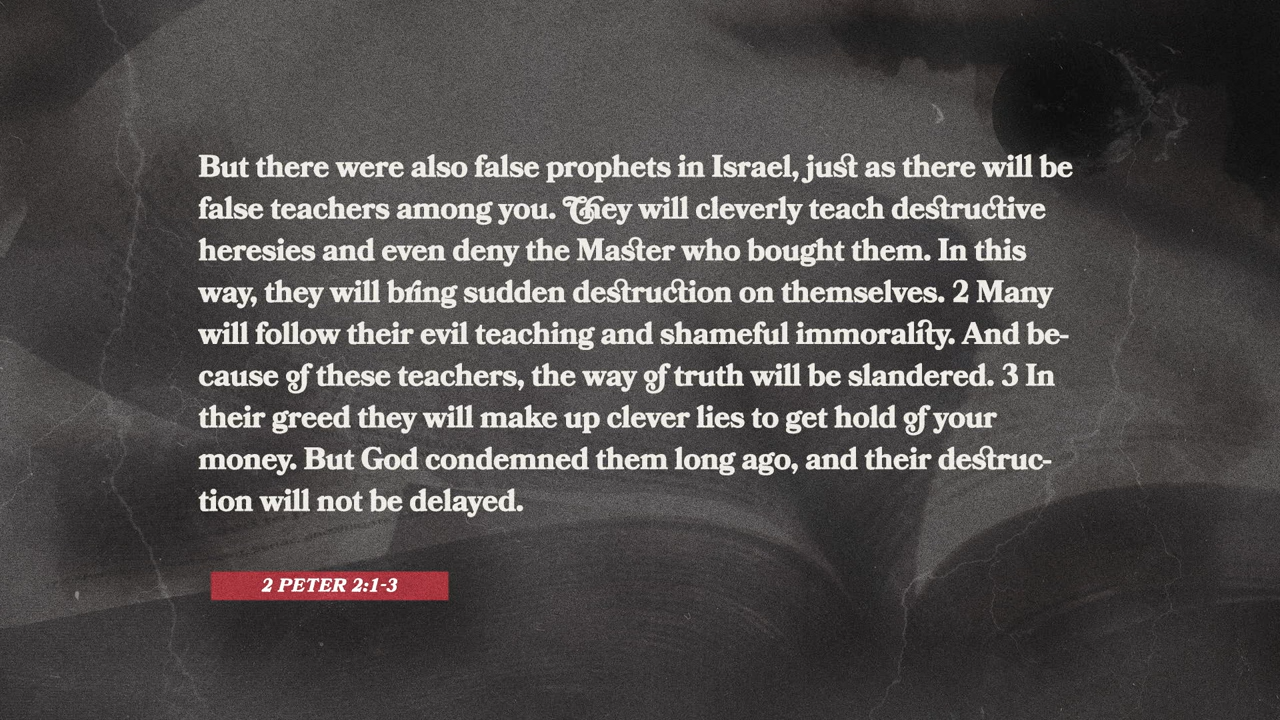 But there were also false prophets in Israel, just as there will be
false teachers among you. They will cleverly teach destructive
heresies and even deny the Master who bought them. In this
way, they will bring sudden destruction on themselves. 2 Many
will follow their evil teaching and shameful immorality. And be-
cause of these teachers, the way of truth will be slandered. 3 In
their greed they will make up clever lies to get hold of your
money. But God condemned them long ago, and their destruc-
tion will not be delayed.
2 PETER 2:1-3